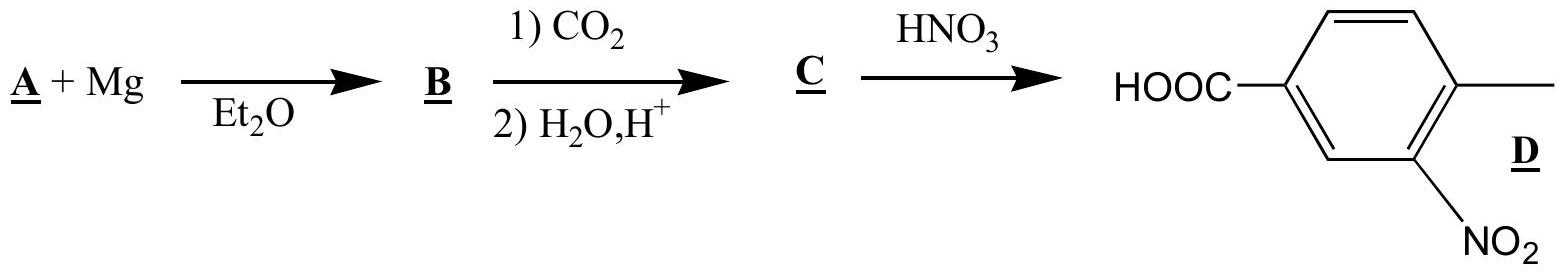 A + Mg
Et₂O
B
1) CO₂
2) H₂O,H⁺
C
HNO₃
HOOC
D
NO₂